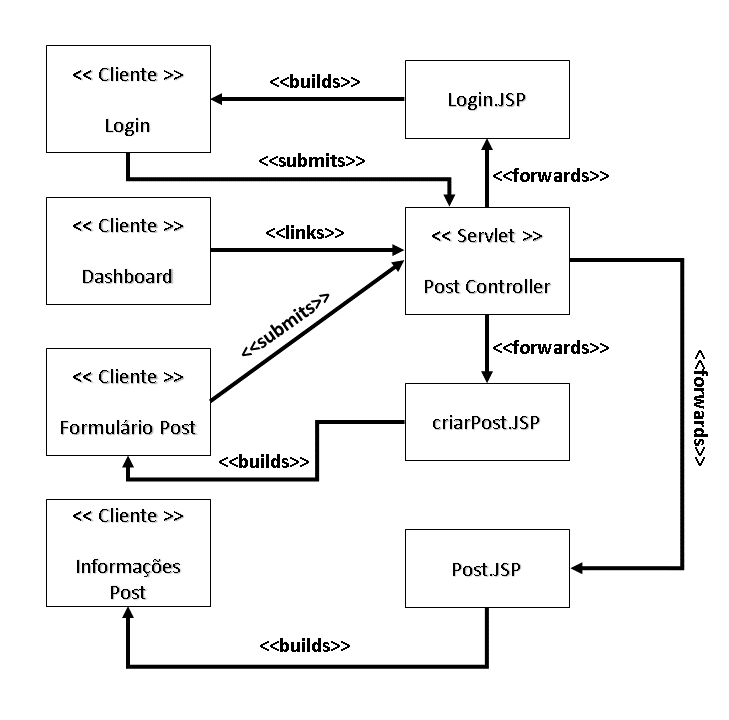 << Cliente >>
Login
<<builds>>
Login.JSP
<<submits>>
<<forwards>>
<< Cliente >>
Dashboard
<<links>>
<< Servlet >>
Post Controller
<<submits>>
<<forwards>>
<<forwards>>
<< Cliente >>
Formulário Post
<<builds>>
criarPost.JSP
<< Cliente >>
Informações
Post
Post.JSP
<<builds>>